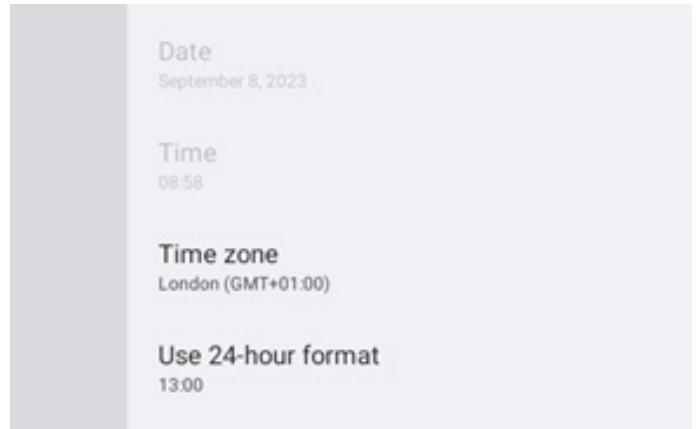 Date
September 8, 2023
Time
08:58
Time zone
London (GMT+01:00)
Use 24-hour format
13:00